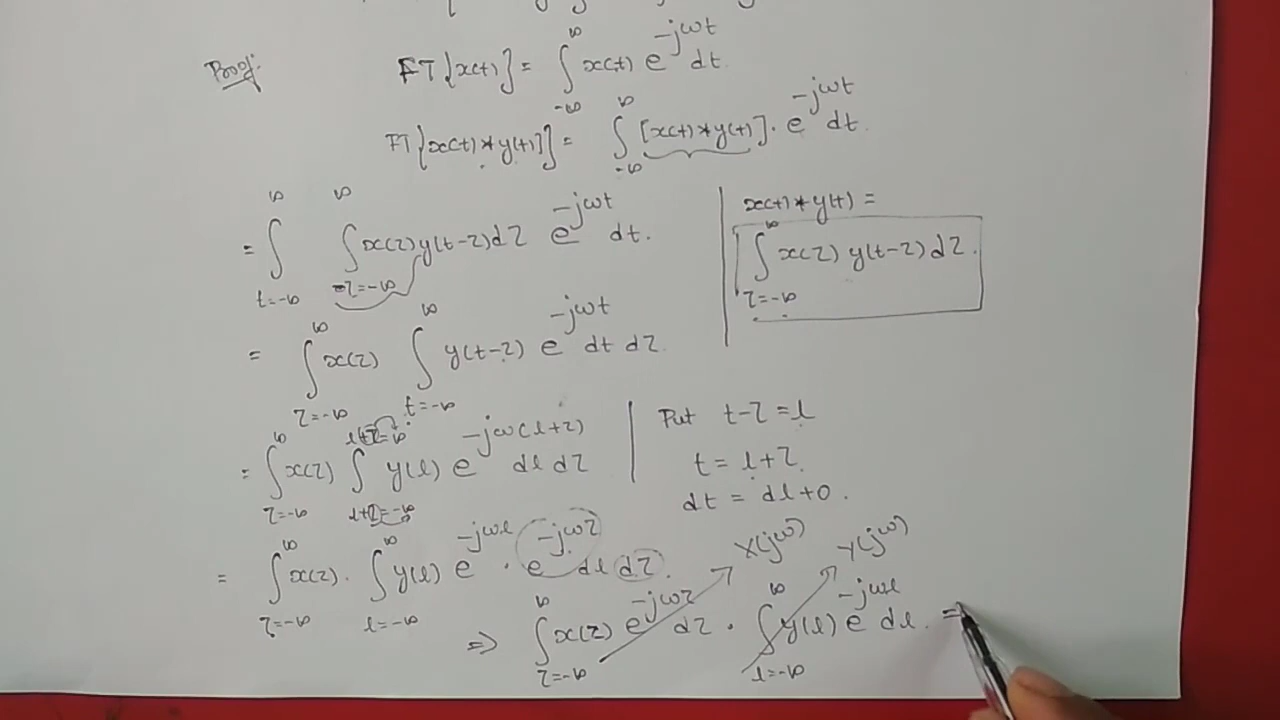 Proof:
FT{x(t)} = ∫_{-∞}^{∞} x(t) e^{-jωt} dt.
FT{x(t)*y(t)]} = ∫_{-∞}^{∞} [x(t)*y(t)]. e^{-jωt} dt.
= ∫_{t=-∞}^{∞} ∫_{τ=-∞}^{∞} x(τ)y(t-τ)dτ e^{-jωt} dt.
x(t)*y(t) =
∫_{τ=-∞}^{∞} x(τ) y(t-τ) dτ.
= ∫_{τ=-∞}^{∞} x(τ) ∫_{t=-∞}^{∞} y(t-τ) e^{-jωt} dt dτ.
= ∫_{τ=-∞}^{∞} x(τ) ∫_{l+τ=-∞}^{l+τ=∞} y(l) e^{-jω(l+τ)} dl dτ
Put t-τ = l
t = l+τ.
dt = dl+0.
= ∫_{τ=-∞}^{∞} x(τ). ∫_{l=-∞}^{∞} y(l) e^{-jωl} . e^{-jωτ} dl dτ.
X(jω) Y(jω)
=> ∫_{τ=-∞}^{∞} x(τ) e^{-jωτ} dτ . ∫_{l=-∞}^{∞} y(l) e^{-jωl} dl. =